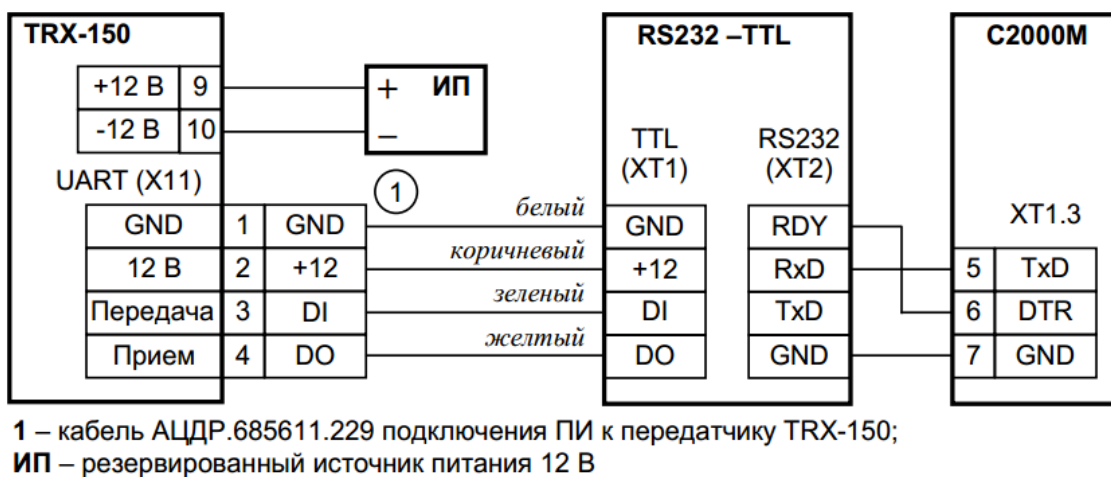 TRX-150
RS232 –TTL
C2000M
+12 В 9
+ ИП
-12 В 10
–
TTL
(XT1)
RS232
(XT2)
UART (X11)
1
XT1.3
GND 1 GND
белый
GND
RDY
12 В 2 +12
коричневый
+12
RxD
5 TxD
Передача 3 DI
зеленый
DI
TxD
6 DTR
Прием 4 DO
желтый
DO
GND
7 GND
1 – кабель АЦДР.685611.229 подключения ПИ к передатчику TRX-150;
ИП – резервированный источник питания 12 В